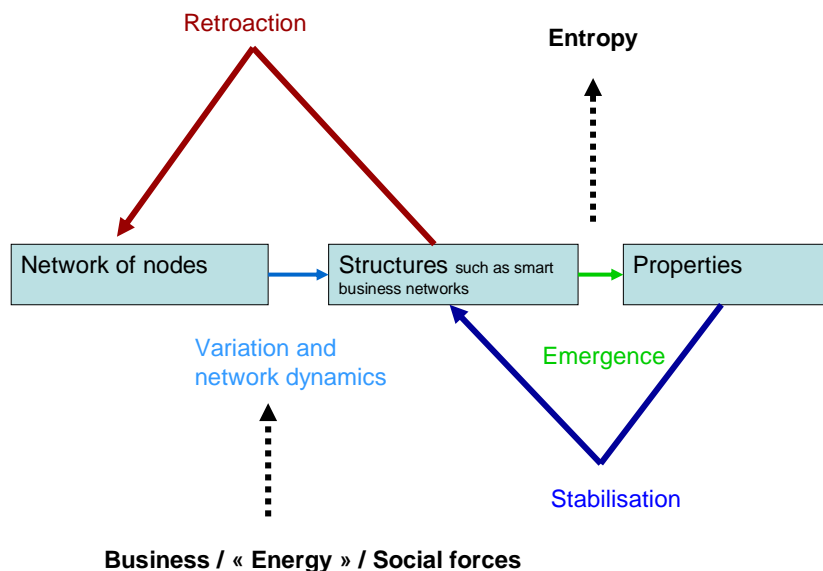 Retroaction
Entropy
Network of nodes
Structures such as smart
business networks
Properties
Variation and
network dynamics
Emergence
Stabilisation
Business / « Energy » / Social forces